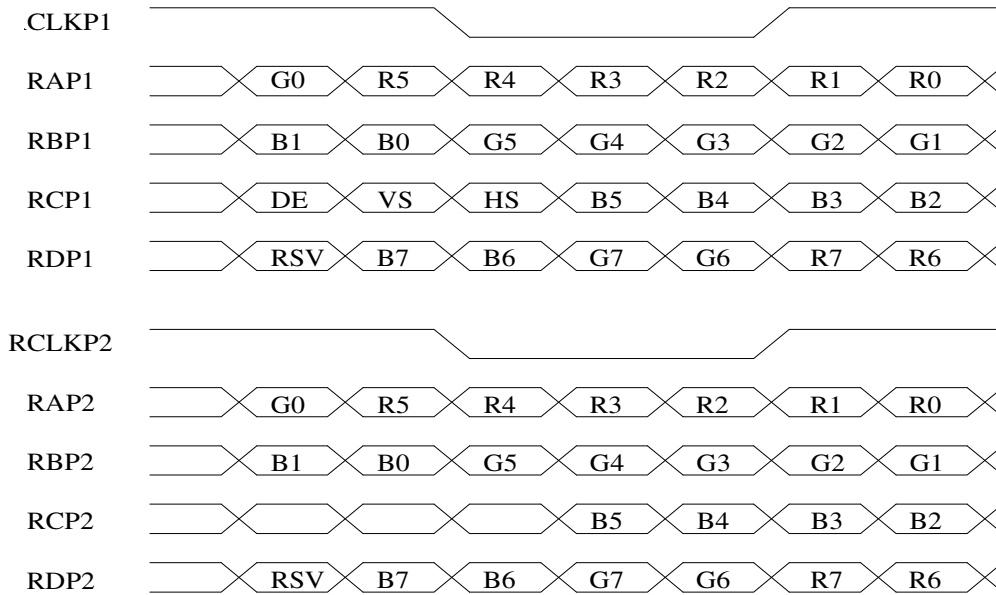 .CLKP1
RAP1 G0 R5 R4 R3 R2 R1 R0
RBP1 B1 B0 G5 G4 G3 G2 G1
RCP1 DE VS HS B5 B4 B3 B2
RDP1 RSV B7 B6 G7 G6 R7 R6
RCLKP2
RAP2 G0 R5 R4 R3 R2 R1 R0
RBP2 B1 B0 G5 G4 G3 G2 G1
RCP2 B5 B4 B3 B2
RDP2 RSV B7 B6 G7 G6 R7 R6